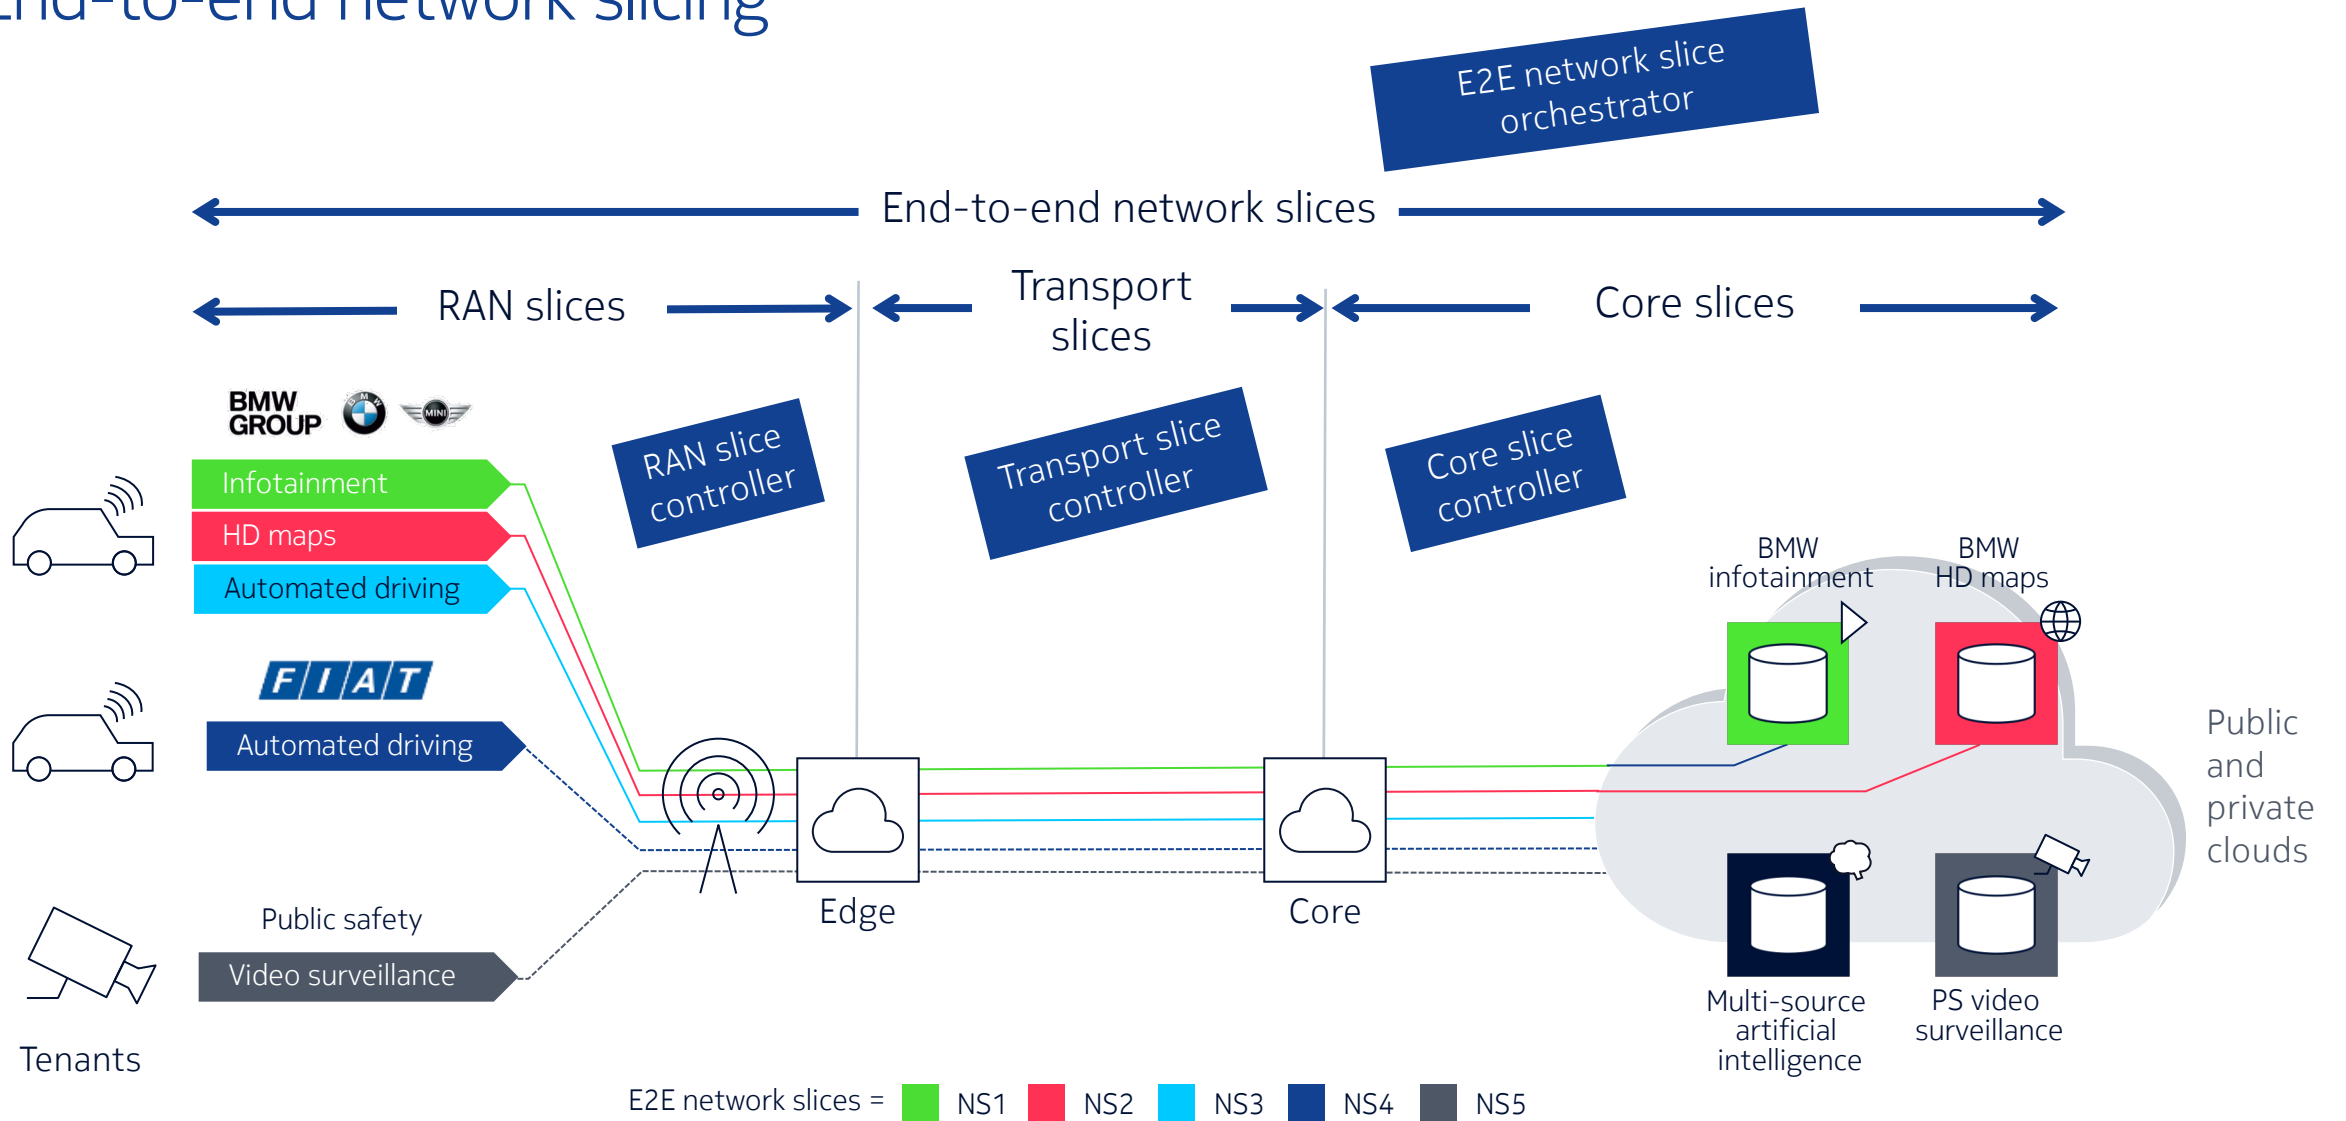 End-to-end network slicing
E2E network slice
orchestrator
End-to-end network slices
RAN slices
Transport
slices
Core slices
BMW
GROUP
BMW
MINI
RAN slice
controller
Transport slice
controller
Core slice
controller
Infotainment
HD maps
Automated driving
FIAT
Automated driving
Public safety
Video surveillance
Tenants
Edge
Core
BMW
infotainment
BMW
HD maps
Public
and
private
clouds
Multi-source
artificial
intelligence
PS video
surveillance
E2E network slices = NS1 NS2 NS3 NS4 NS5